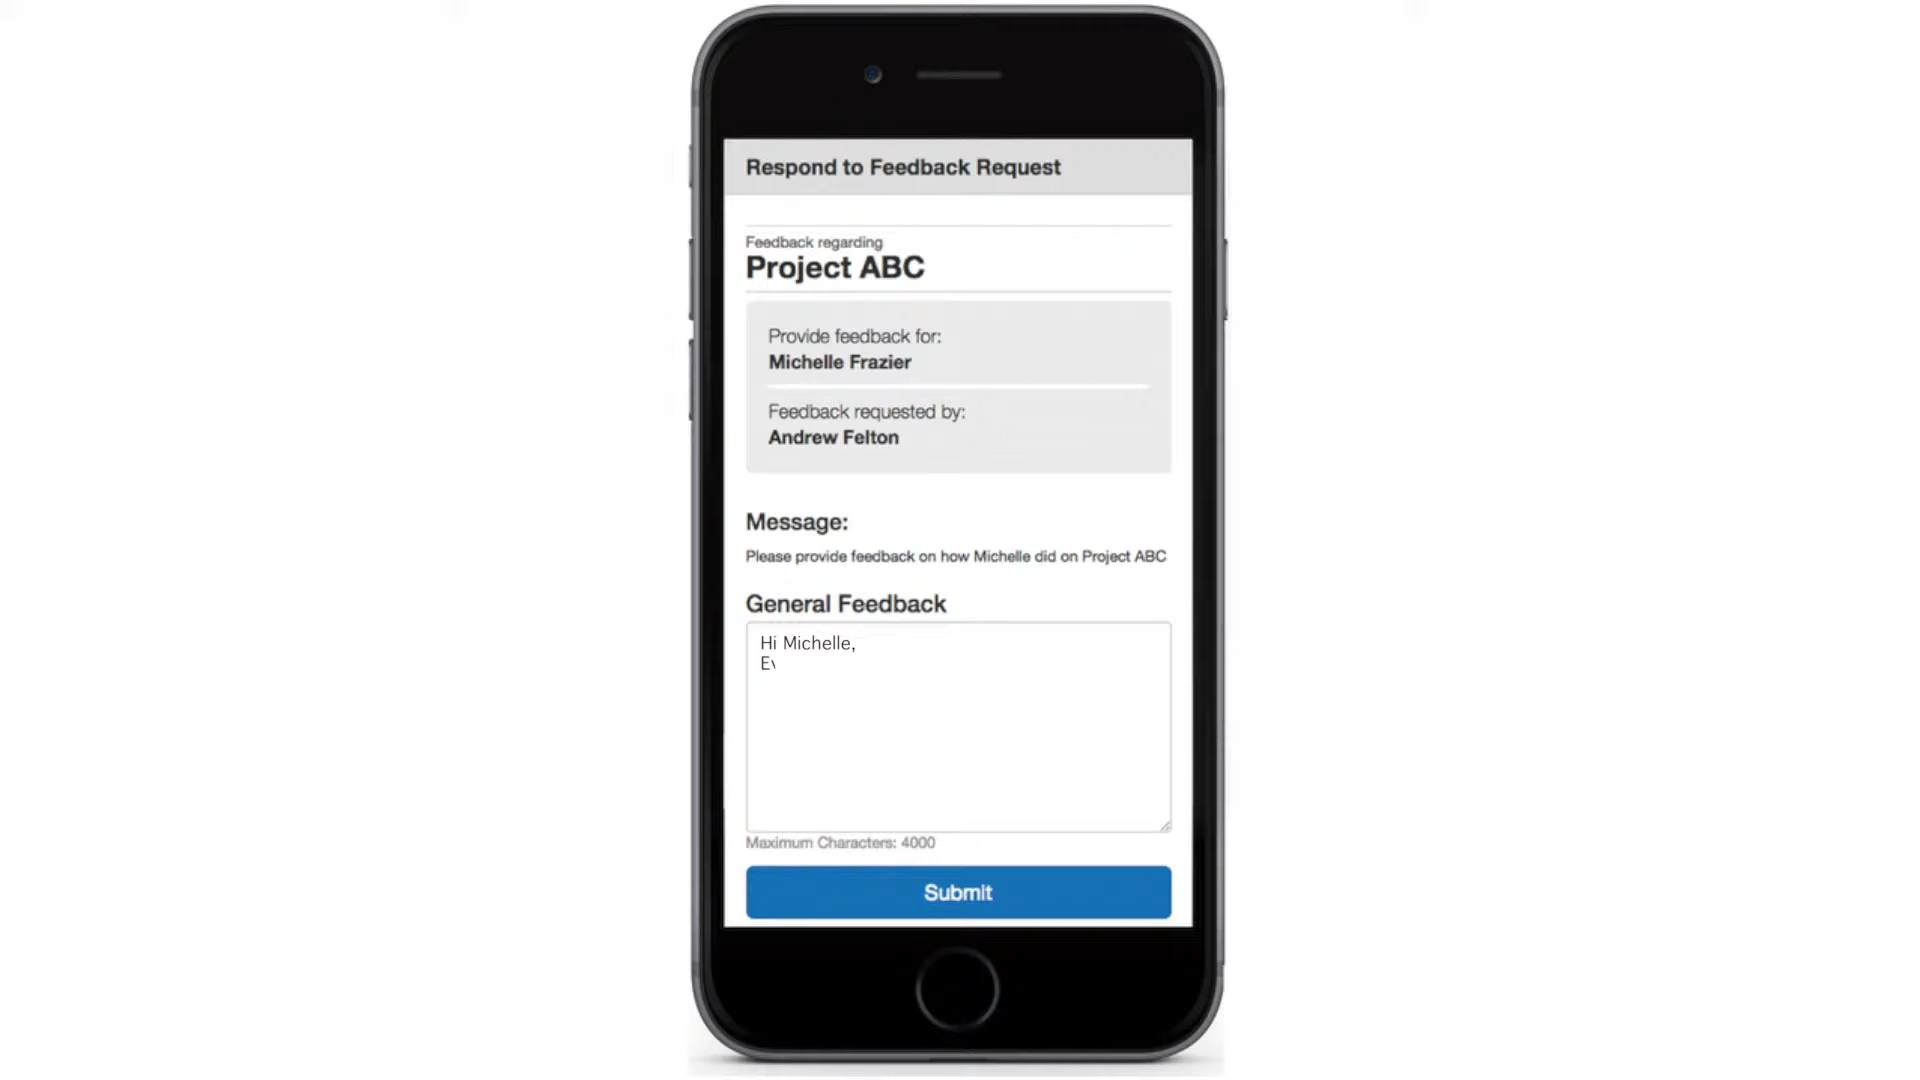 Respond to Feedback Request
Feedback regarding
Project ABC
Provide feedback for:
Michelle Frazier
Feedback requested by:
Andrew Felton
Message:
Please provide feedback on how Michelle did on Project ABC
General Feedback
Hi Michelle,
Ev
Maximum Characters: 4000
Submit